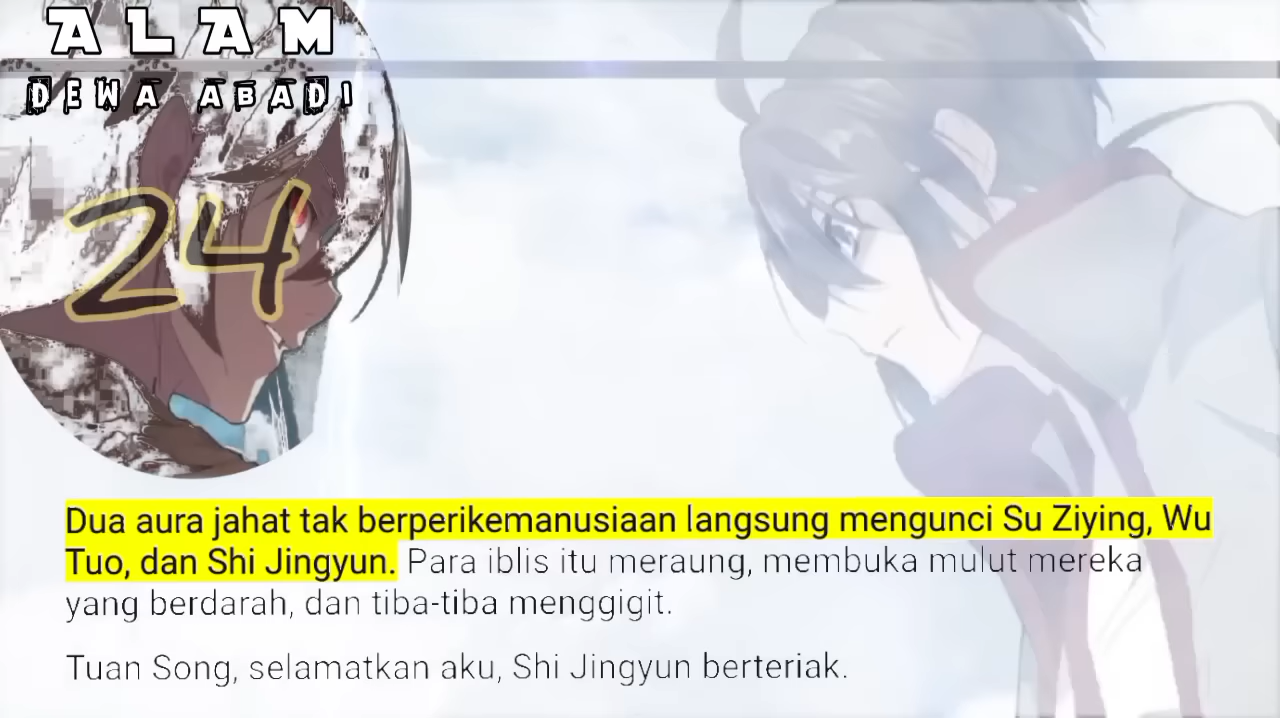 ALAM
DEWA ABADI
24
Dua aura jahat tak berperikemanusiaan langsung mengunci Su Ziying, Wu
Tuo, dan Shi Jingyun. Para iblis itu meraung, membuka mulut mereka
yang berdarah, dan tiba-tiba menggigit.
Tuan Song, selamatkan aku, Shi Jingyun berteriak.